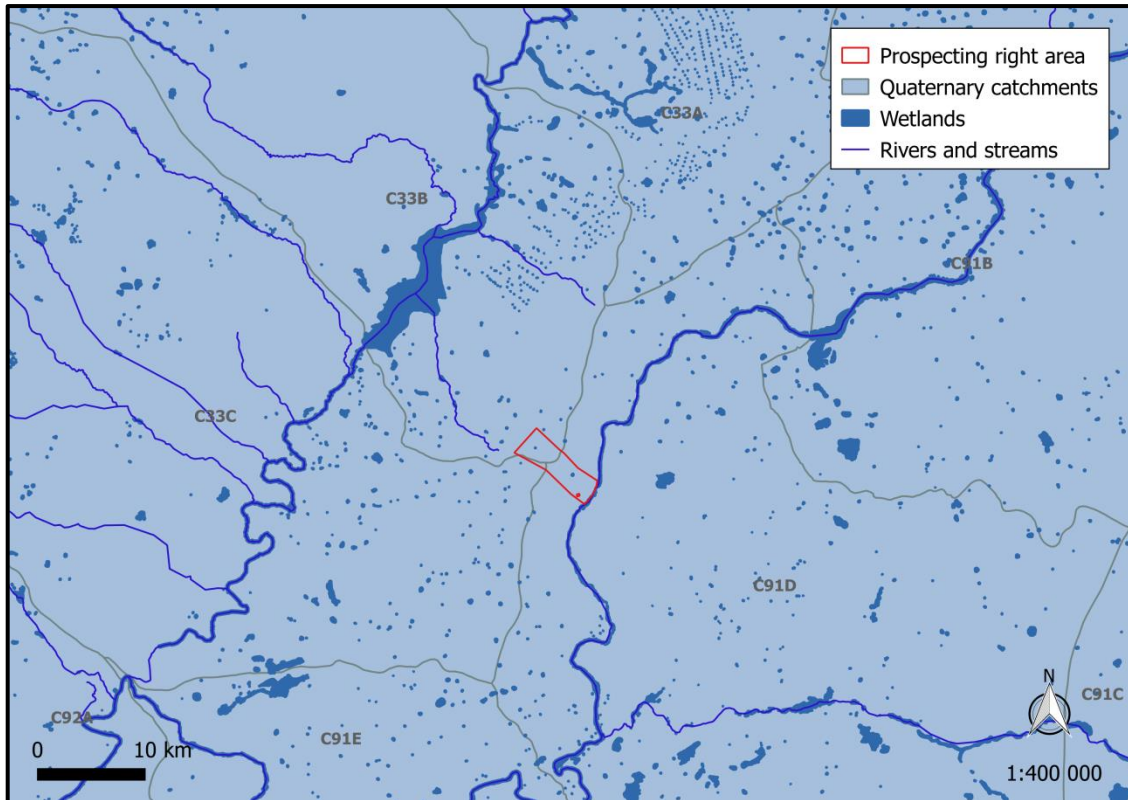 Prospecting right area
Quaternary catchments
Wetlands
Rivers and streams
C33A
C33B
C91B
C33C
C91D
C91C
C92A
C91E
N
0 10 km
1:400 000